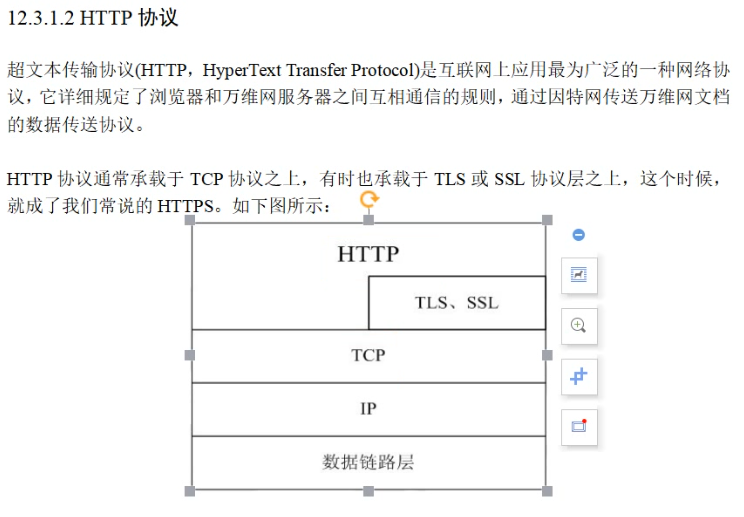 12.3.1.2 HTTP 协议
超文本传输协议(HTTP，HyperText Transfer Protocol)是互联网上应用最为广泛的一种网络协
议，它详细规定了浏览器和万维网服务器之间互相通信的规则，通过因特网传送万维网文档
的数据传送协议。
HTTP 协议通常承载于 TCP 协议之上，有时也承载于 TLS 或 SSL 协议层之上，这个时候，
就成了我们常说的 HTTPS。如下图所示：
HTTP
TLS、SSL
TCP
IP
数据链路层